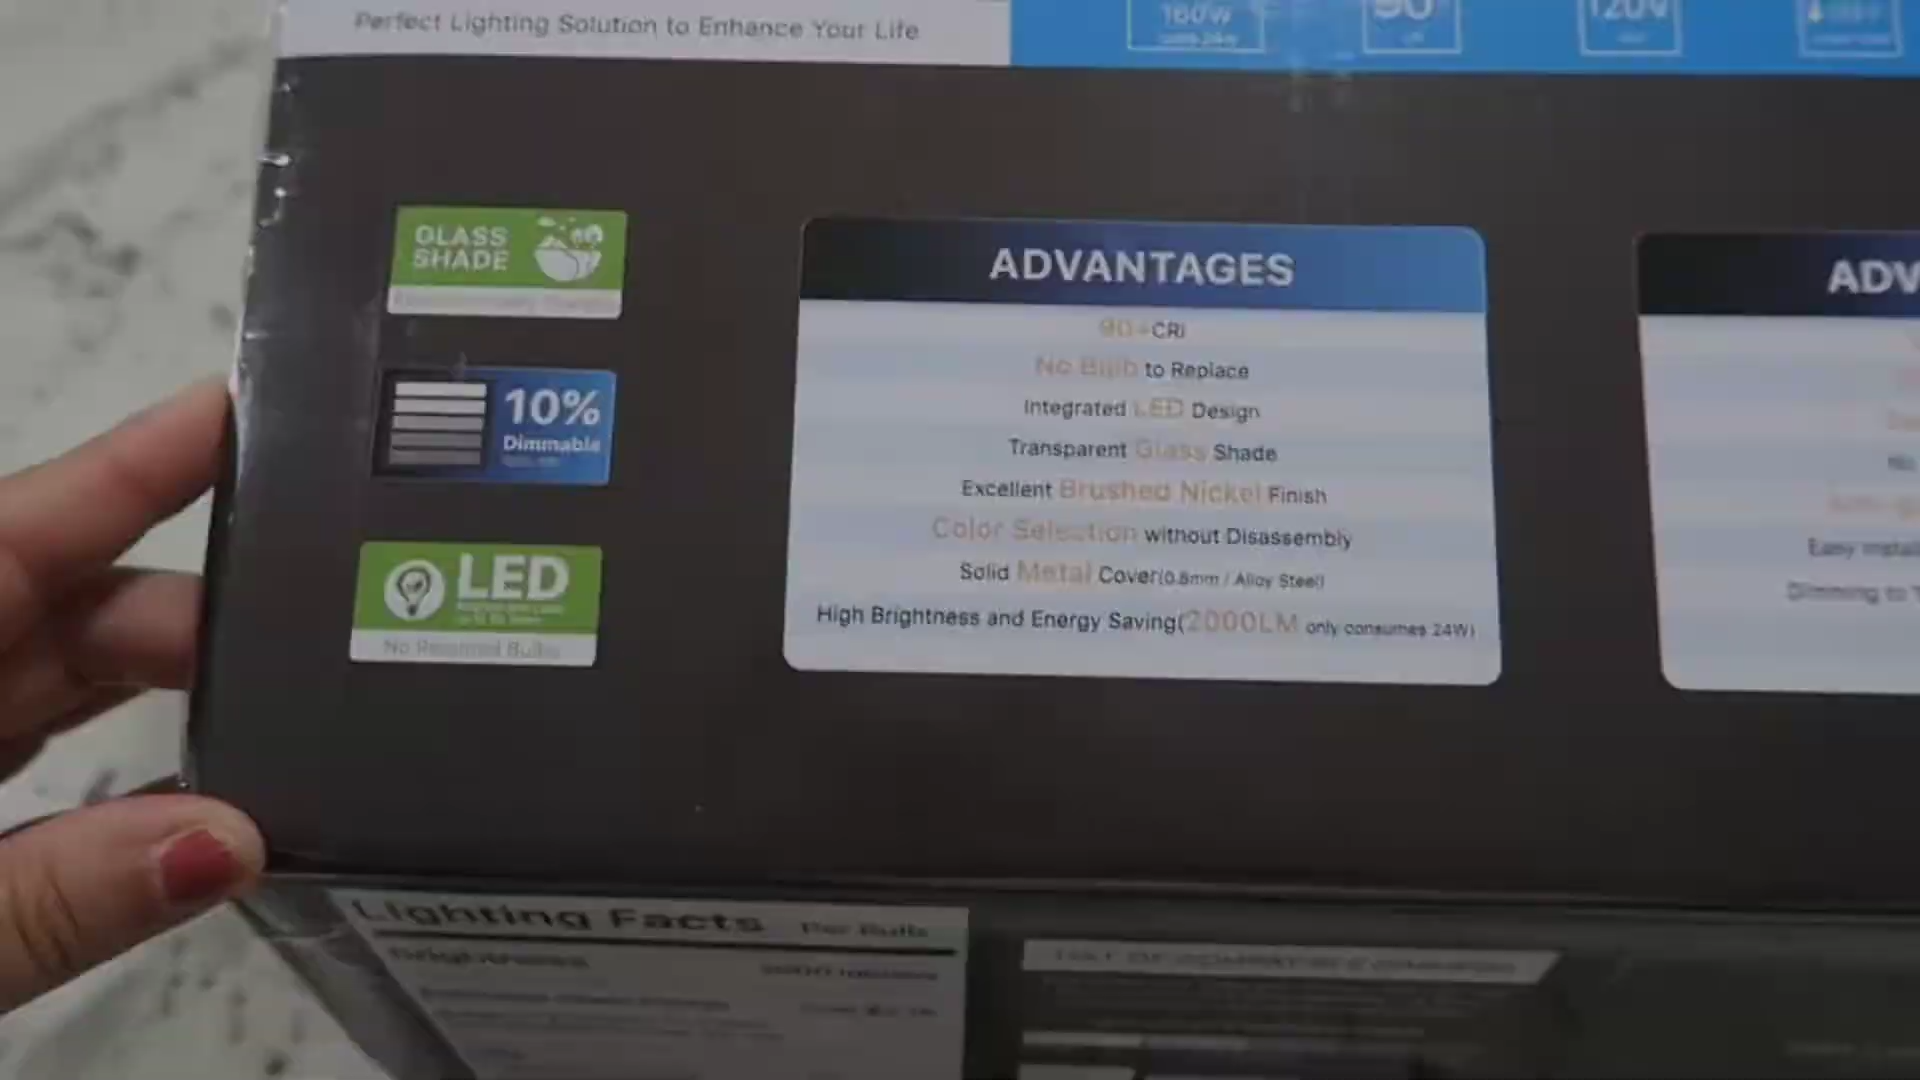 Perfect Lighting Solution to Enhance Your Life
160W
90
120V
GLASS
SHADE
10%
Dimmable
LED
No Required Bulbs
ADVANTAGES
90+CRI
No Bulb to Replace
Integrated LED Design
Transparent Glass Shade
Excellent Brushed Nickel Finish
Color Selection without Disassembly
Solid Metal Cover(0.8mm / Alloy Steel)
High Brightness and Energy Saving(2000LM only consumes 24W)
ADV
Easy
Dimming to
Lighting Facts Per Bulb
Brightness